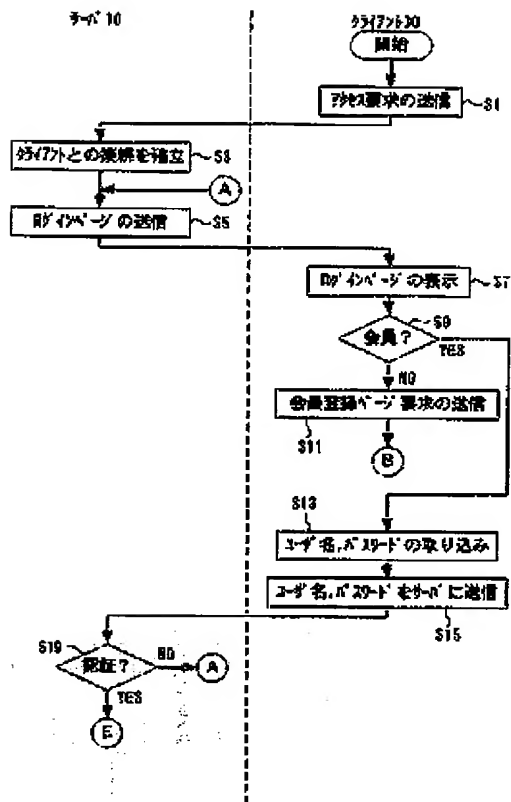 サーバ10
クライアント30
開始
アクセス要求の送信
S1
クライアントとの接続を確立
S3
A
ログインページの送信
S5
ログインページの表示
S7
S9
会員?
YES
NO
会員登録ページ要求の送信
S11
B
S13
ユーザ名,パスワードの取り込み
ユーザ名,パスワードをサーバに送信
S15
S19
認証?
NO
A
YES
E